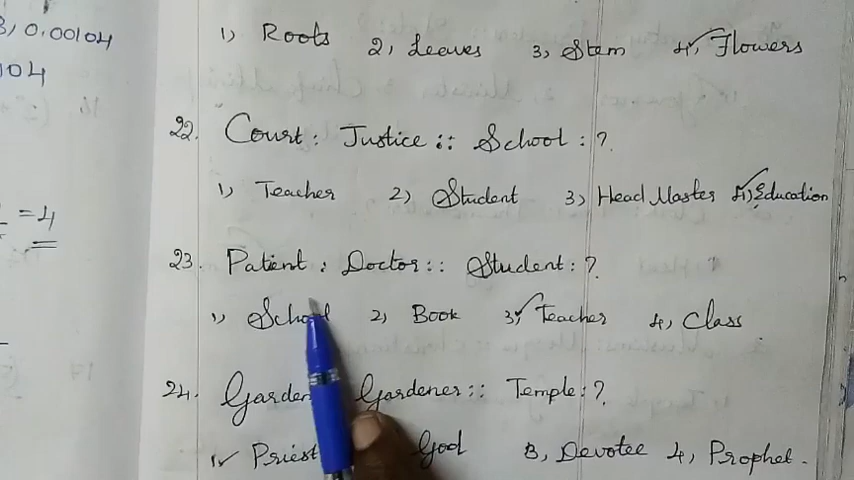 3, 0.00104
1) Roots 2, Leaves 3, Stem 4, Flowers
104
22. Court : Justice :: School : ?
1) Teacher 2) Student 3) Head Master 4) Education
= 4
23. Patient : Doctor :: Student : ?
1) School 2) Book 3, Teacher 4, Class
24. Garden Gardener :: Temple : ?
1, Priest God 3, Devotee 4, Prophet.